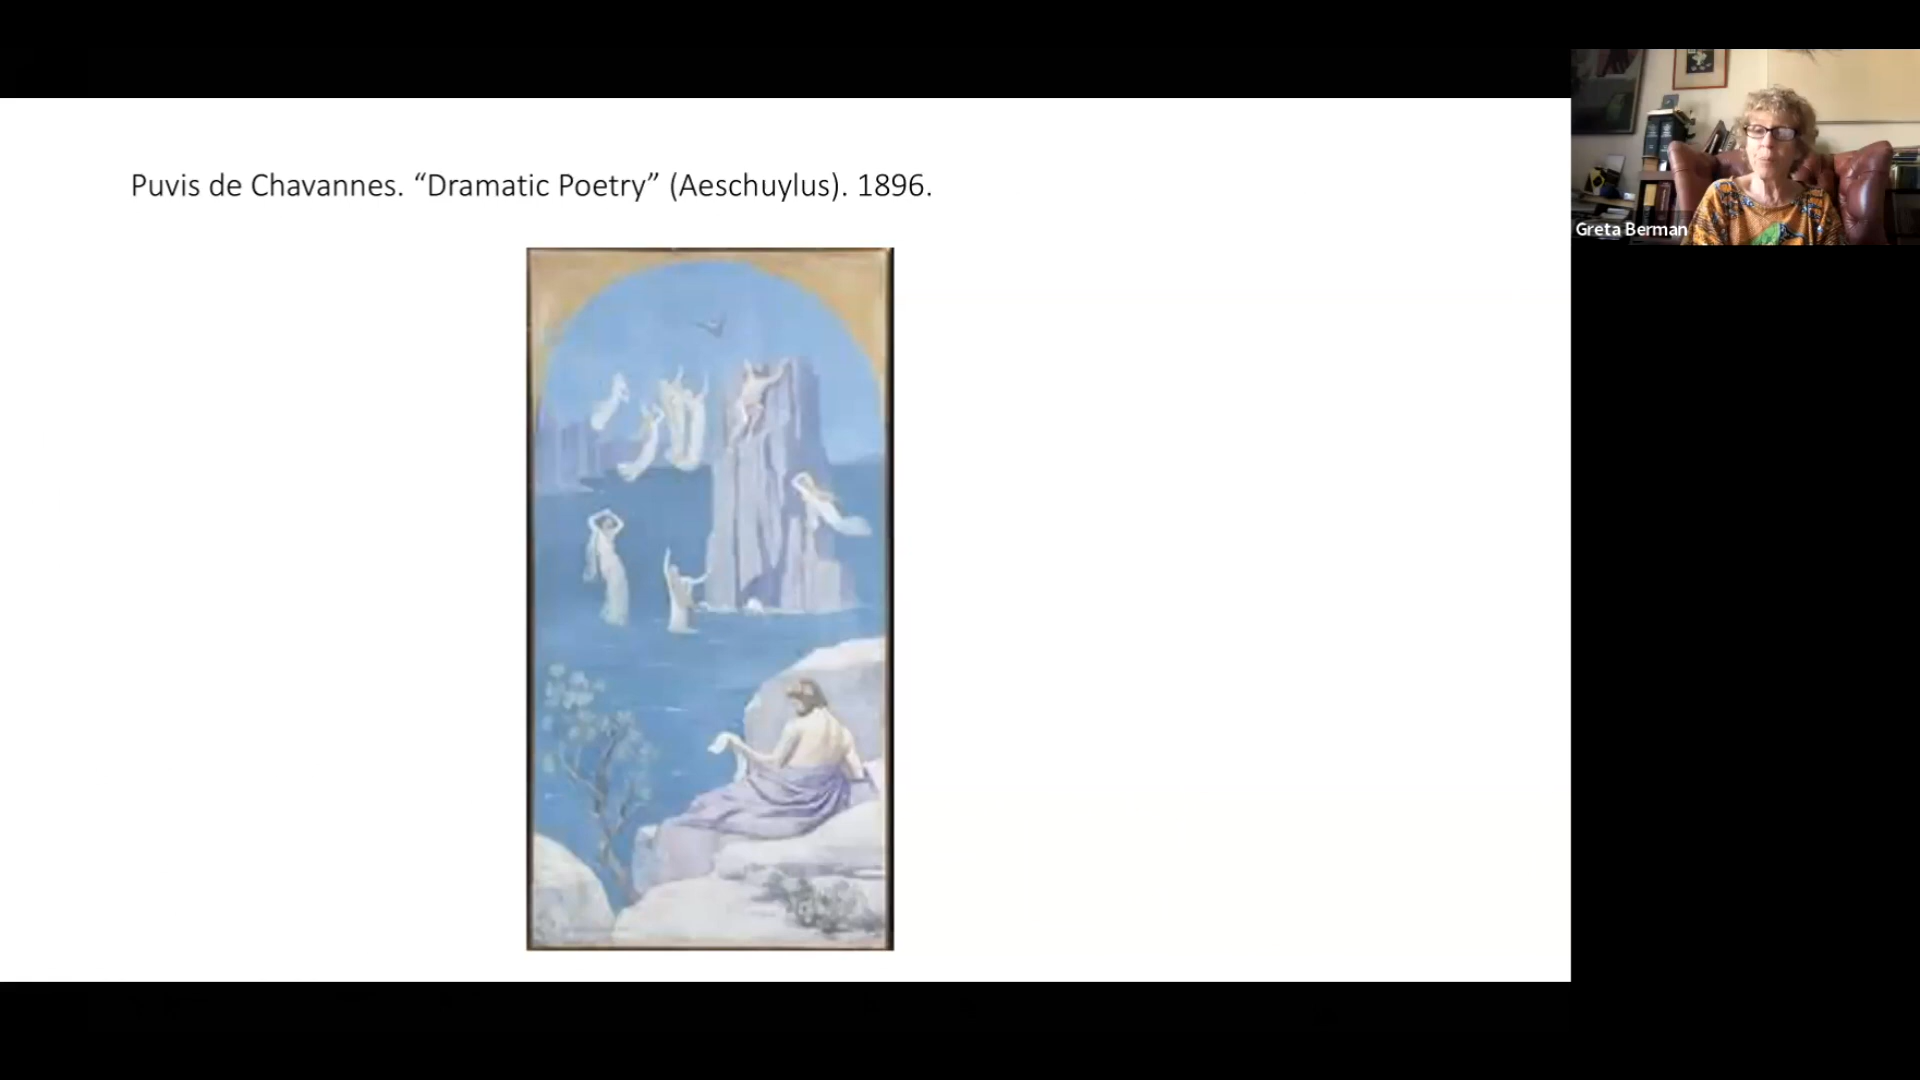 Puvis de Chavannes. “Dramatic Poetry” (Aeschuylus). 1896.
Greta Berman